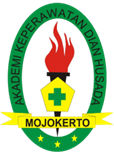 AKADEMI KEPERAWATAN DIAN HUSADA
MOJOKERTO